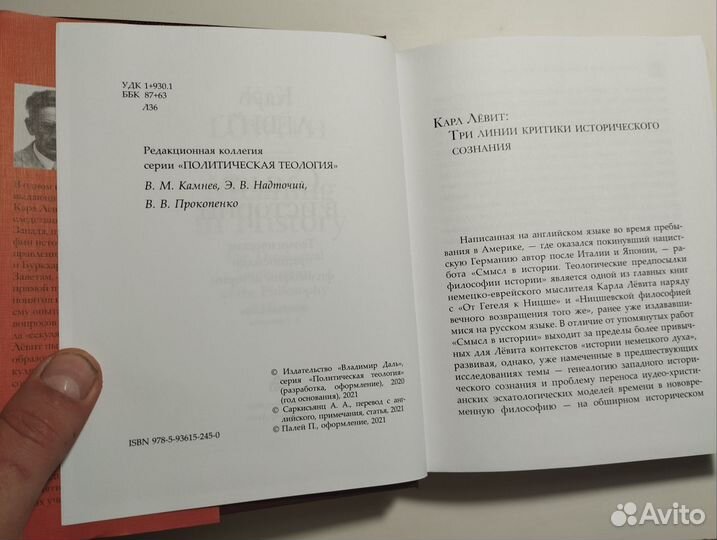 УДК 1+930.1
ББК 87+63
Л36
Редакционная коллегия
серии «ПОЛИТИЧЕСКАЯ ТЕОЛОГИЯ»
В. М. Камнев, Э. В. Надточий,
В. В. Прокопенко
© Издательство «Владимир Даль»,
серия «Политическая теология»
(разработка, оформление), 2020
(год основания), 2021
© Саркисьянц А. А., перевод с ан-
глийского, примечания, статья, 2021
© Палей П., оформление, 2021
ISBN 978-5-93615-245-0
Карл Лёвит:
Три линии критики исторического
сознания
Написанная на английском языке во время пребы-
вания в Америке, — где оказался покинувший нацист-
скую Германию автор после Италии и Японии, — ра-
бота «Смысл в истории. Теологические предпосылки
философии истории» является одной из главных книг
немецко-еврейского мыслителя Карла Лёвита наряду
с «От Гегеля к Ницше» и «Ницшевской философией
вечного возвращения того же», ранее уже издававши-
мися на русском языке. В отличие от упомянутых работ
«Смысл в истории» выходит за пределы более привыч-
ных для Лёвита контекстов «истории немецкого духа»,
развивая, однако, уже намеченные в предшествующих
исследованиях темы — генеалогию западного истори-
ческого сознания и проблему переноса иудео-христи-
анских эсхатологических моделей времени в нововре-
менную философию — на обширном историческом
Avito